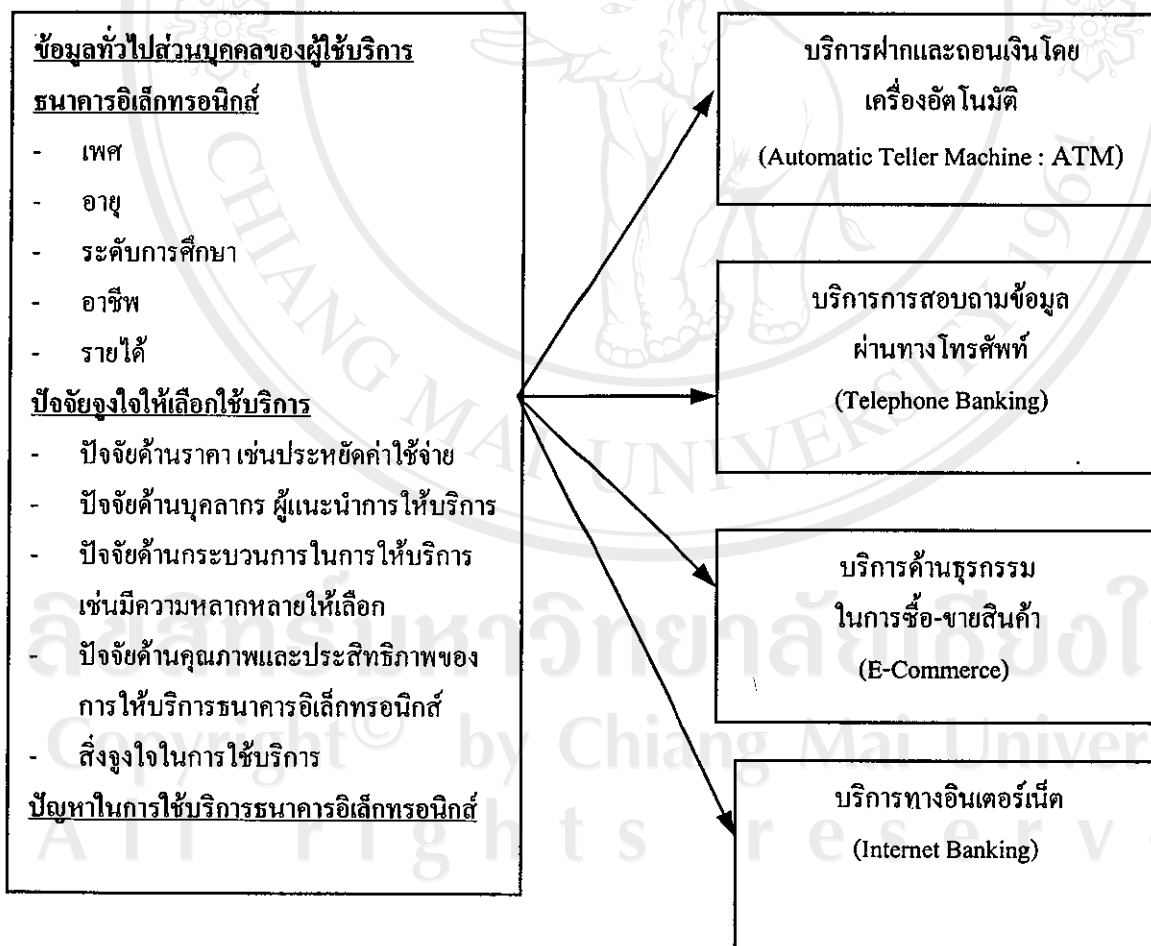 ข้อมูลทั่วไปส่วนบุคคลของผู้ใช้บริการ
ธนาคารอิเล็กทรอนิกส์
- เพศ
- อายุ
- ระดับการศึกษา
- อาชีพ
- รายได้
ปัจจัยจูงใจให้เลือกใช้บริการ
- ปัจจัยด้านราคา เช่นประหยัดค่าใช้จ่าย
- ปัจจัยด้านบุคลากร ผู้แนะนำการให้บริการ
- ปัจจัยด้านกระบวนการในการให้บริการ
เช่นมีความหลากหลายให้เลือก
- ปัจจัยด้านคุณภาพและประสิทธิภาพของ
การให้บริการธนาคารอิเล็กทรอนิกส์
- สิ่งจูงใจในการใช้บริการ
ปัญหาในการใช้บริการธนาคารอิเล็กทรอนิกส์
บริการฝากและถอนเงินโดย
เครื่องอัตโนมัติ
(Automatic Teller Machine : ATM)
บริการการสอบถามข้อมูล
ผ่านทางโทรศัพท์
(Telephone Banking)
บริการด้านธุรกรรม
ในการซื้อ-ขายสินค้า
(E-Commerce)
บริการทางอินเตอร์เน็ต
(Internet Banking)
CHIANG MAI UNIVERSITY 1964
ลิขสิทธิ์มหาวิทยาลัยเชียงให
Copyright© by Chiang Mai Univer
All rights reserve